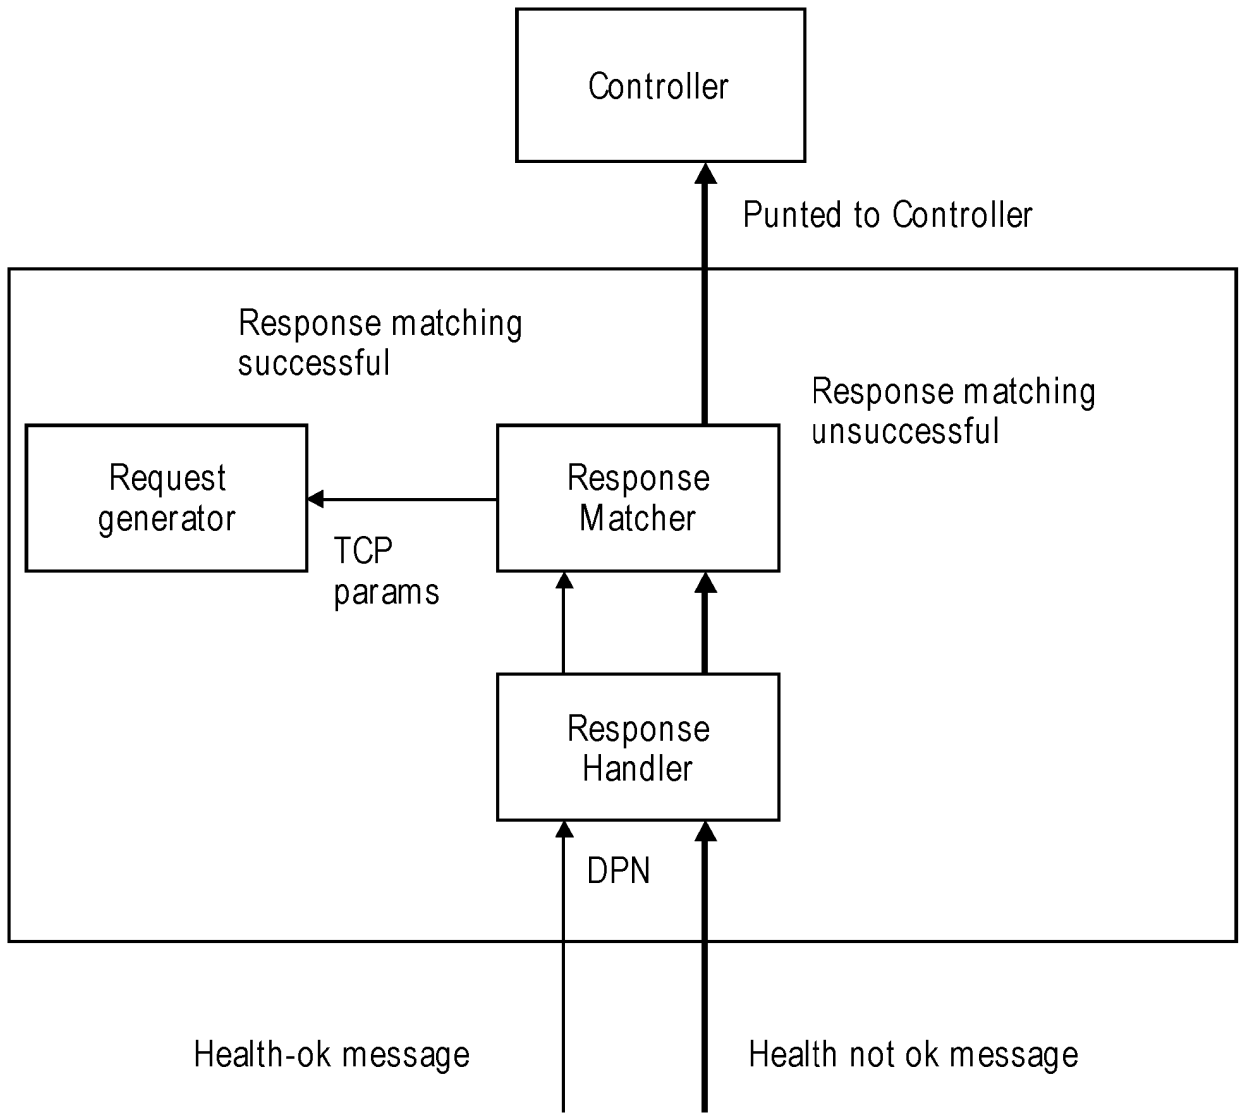 Controller
Punted to Controller
Response matching
successful
Response matching
unsuccessful
Request
generator
Response
Matcher
TCP
params
Response
Handler
DPN
Health-ok message
Health not ok message